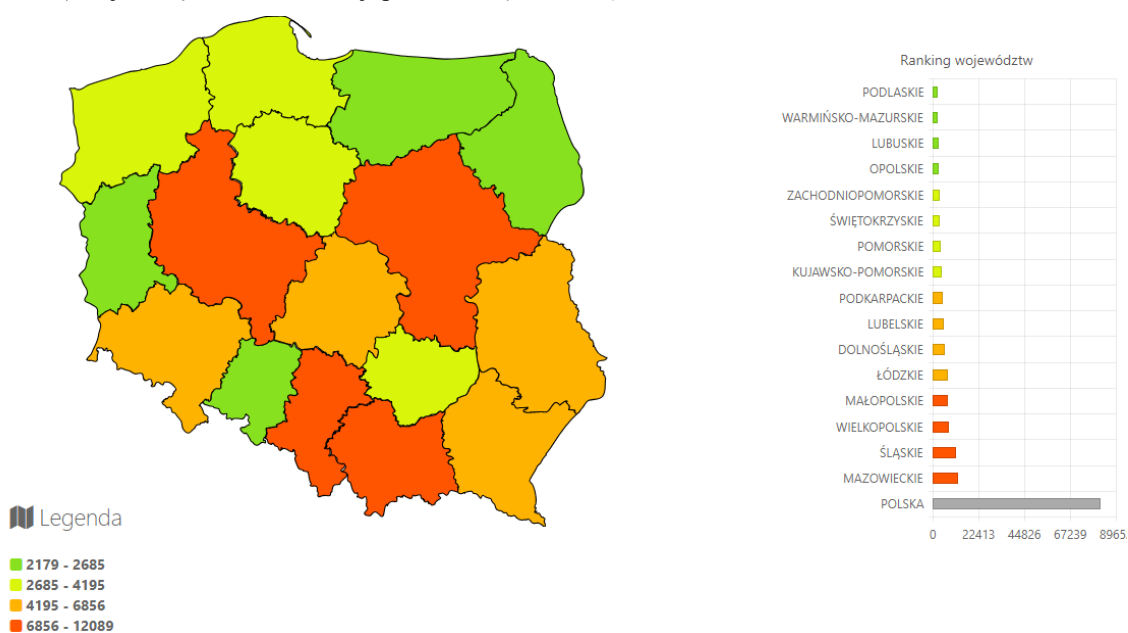 Legenda
2179 - 2685
2685 - 4195
4195 - 6856
6856 - 12089
Ranking województw
PODLASKIE
WARMIŃSKO-MAZURSKIE
LUBUSKIE
OPOLSKIE
ZACHODNIOPOMORSKIE
ŚWIĘTOKRZYSKIE
POMORSKIE
KUJAWSKO-POMORSKIE
PODKARPACKIE
LUBELSKIE
DOLNOŚLĄSKIE
ŁÓDZKIE
MAŁOPOLSKIE
WIELKOPOLSKIE
ŚLĄSKIE
MAZOWIECKIE
POLSKA
0 22413 44826 67239 8965